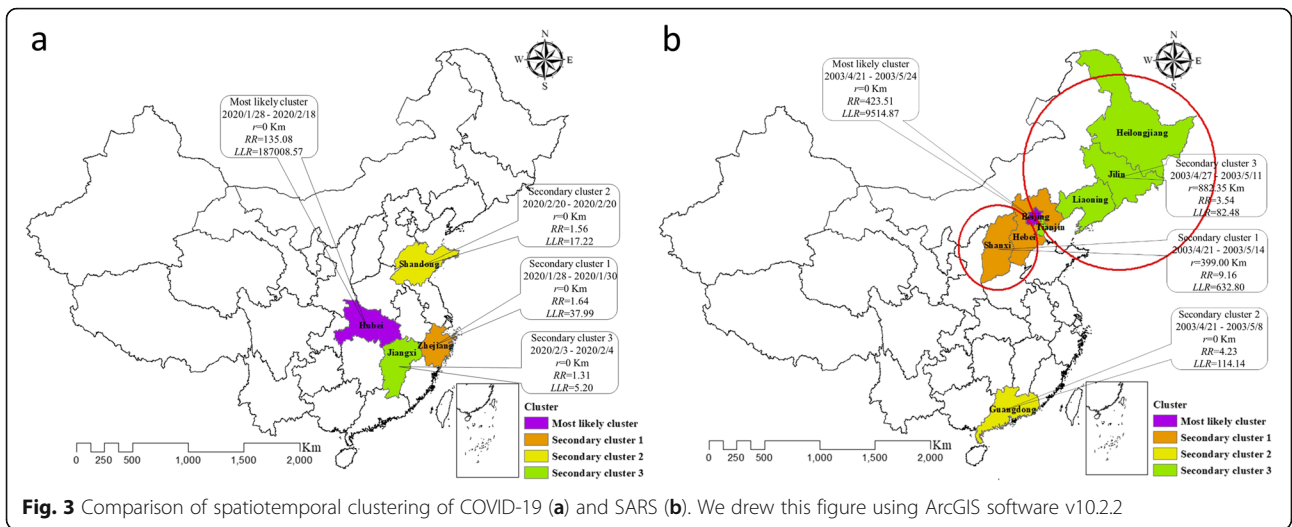 a
N
W E
S
Most likely cluster
2020/1/28 - 2020/2/18
r=0 Km
RR=135.08
LLR=187008.57
Secondary cluster 2
2020/2/20 - 2020/2/20
r=0 Km
RR=1.56
LLR=17.22
Shandong
Secondary cluster 1
2020/1/28 - 2020/1/30
r=0 Km
RR=1.64
LLR=37.99
Hubei
Zhejiang
Jiangxi
Secondary cluster 3
2020/2/3 - 2020/2/4
r=0 Km
RR=1.31
LLR=5.20
Cluster
Most likely cluster
Secondary cluster 1
Secondary cluster 2
Secondary cluster 3
Km
0 250 500 1,000 1,500 2,000
b
N
W E
S
Most likely cluster
2003/4/21 - 2003/5/24
r=0 Km
RR=423.51
LLR=9514.87
Heilongjiang
Jilin
Liaoning
Secondary cluster 3
2003/4/27 - 2003/5/11
r=882.35 Km
RR=3.54
LLR=82.48
Beijing
Tianjin
Hebei
Shanxi
Secondary cluster 1
2003/4/21 - 2003/5/14
r=399.00 Km
RR=9.16
LLR=632.80
Secondary cluster 2
2003/4/21 - 2003/5/8
r=0 Km
RR=4.23
LLR=114.14
Guangdong
Cluster
Most likely cluster
Secondary cluster 1
Secondary cluster 2
Secondary cluster 3
Km
0 250 500 1,000 1,500 2,000
Fig. 3 Comparison of spatiotemporal clustering of COVID-19 (a) and SARS (b). We drew this figure using ArcGIS software v10.2.2